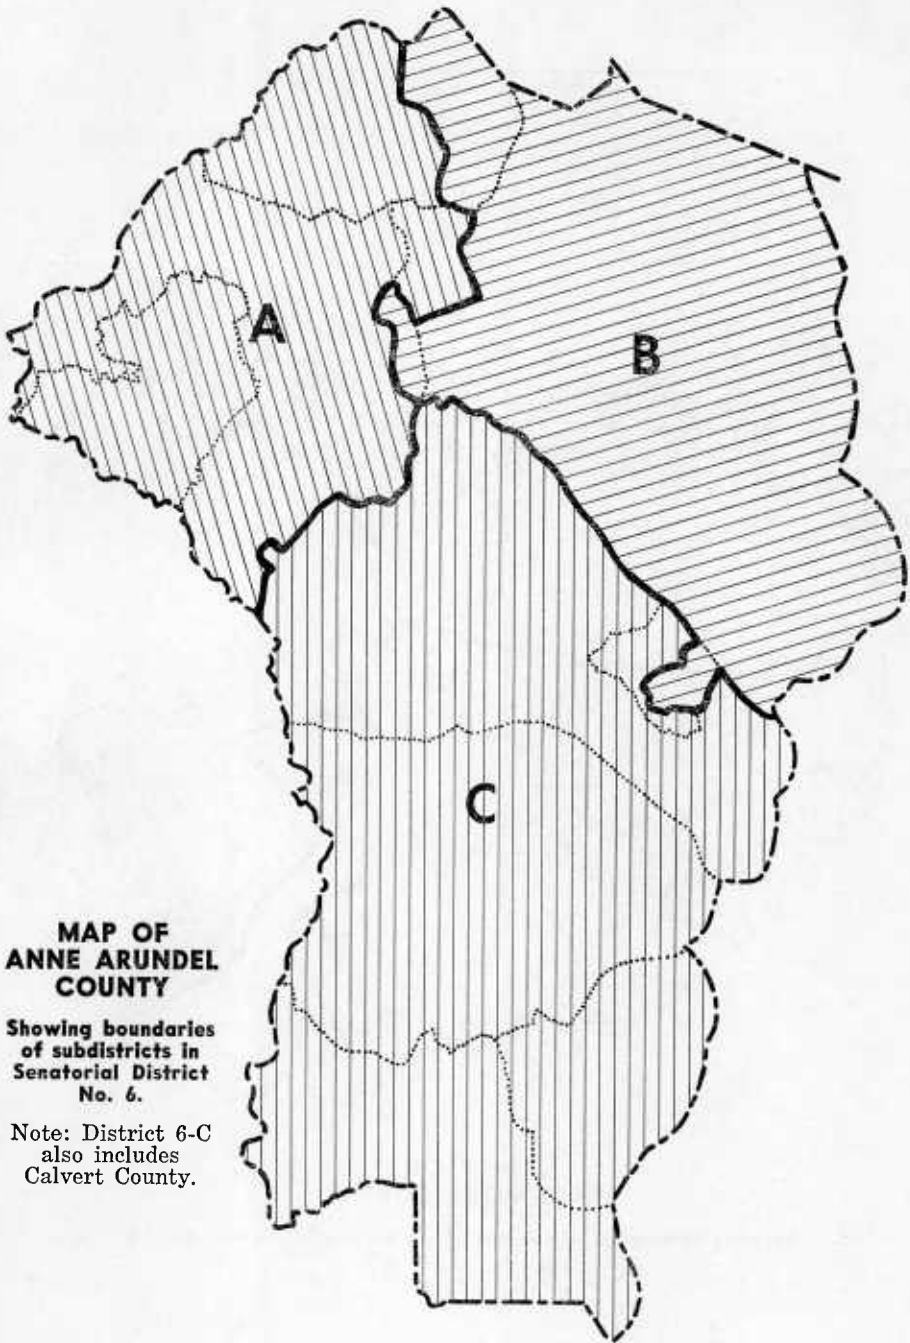 A
B
C
MAP OF
ANNE ARUNDEL
COUNTY
Showing boundaries
of subdistricts in
Senatorial District
No. 6.
Note: District 6-C
also includes
Calvert County.